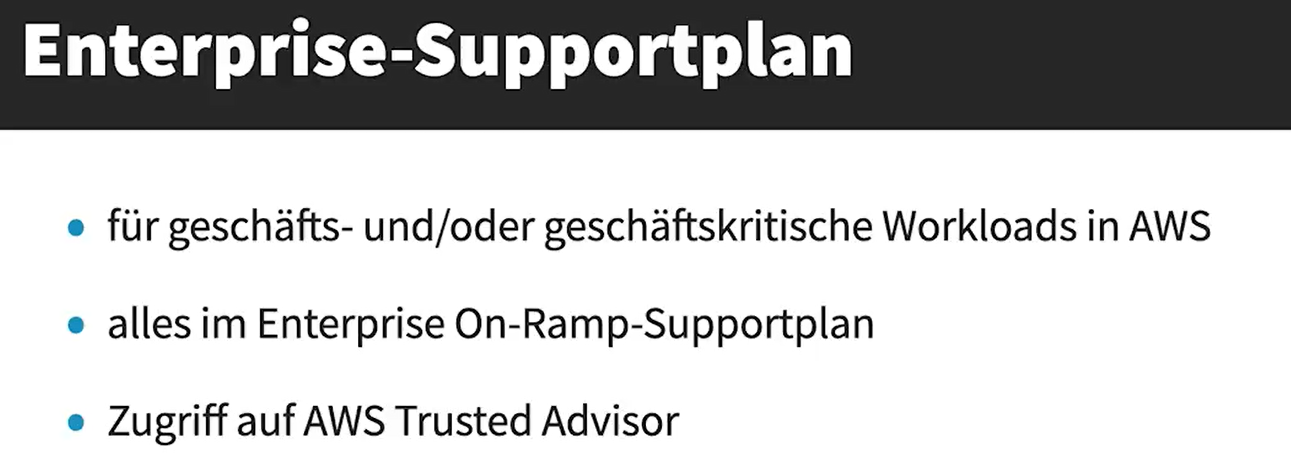 Enterprise-Supportplan
• für geschäfts- und/oder geschäftskritische Workloads in AWS
• alles im Enterprise On-Ramp-Supportplan
• Zugriff auf AWS Trusted Advisor